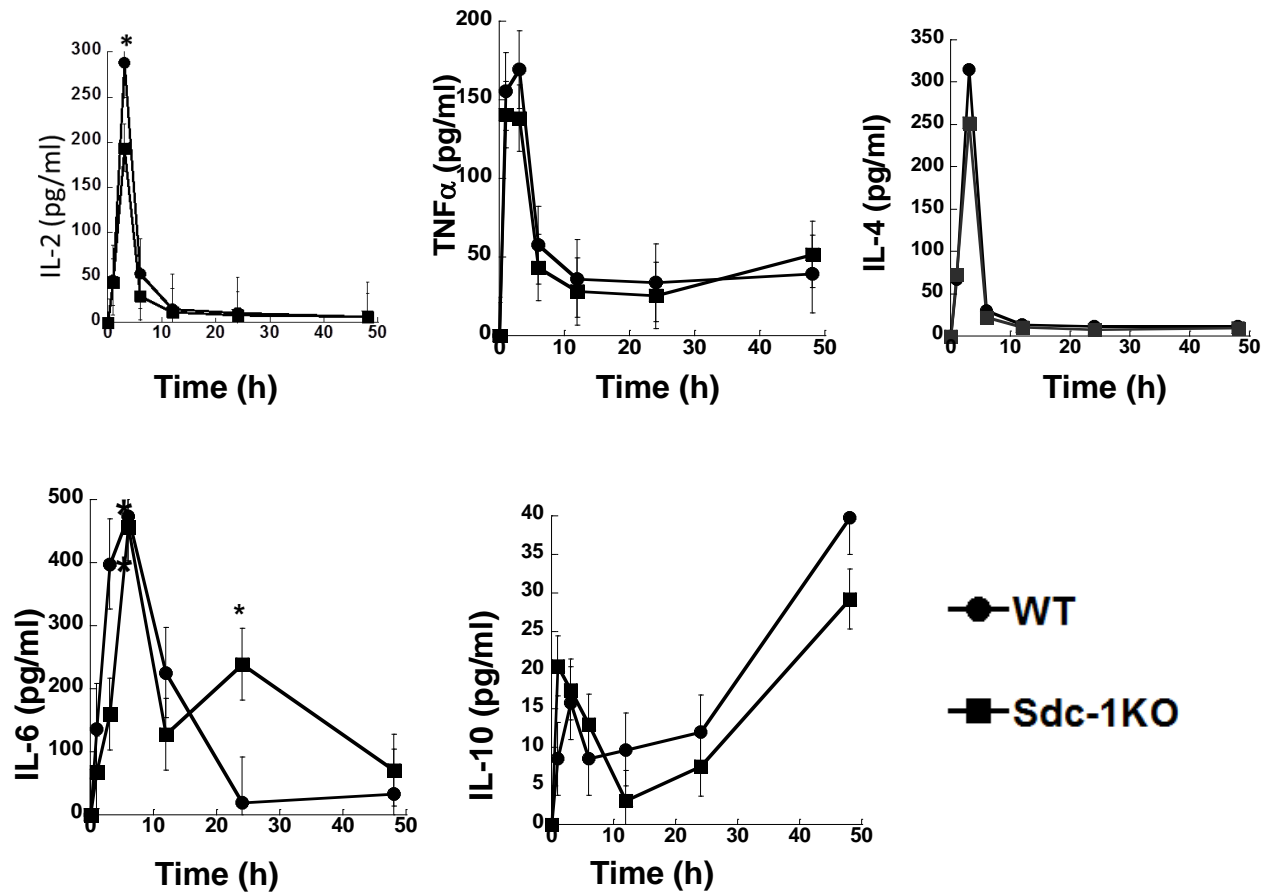 *
IL-2 (pg/ml)
300
250
200
150
100
50
0
0 10 20 30 40 50
Time (h)
TNFα (pg/ml)
200
150
100
50
0
0 10 20 30 40 50
Time (h)
IL-4 (pg/ml)
350
300
250
200
150
100
50
0
0 10 20 30 40 50
Time (h)
IL-6 (pg/ml)
500
400
300
200
100
0
*
*
*
0 10 20 30 40 50
Time (h)
IL-10 (pg/ml)
40
35
30
25
20
15
10
5
0
0 10 20 30 40 50
Time (h)
WT
Sdc-1KO